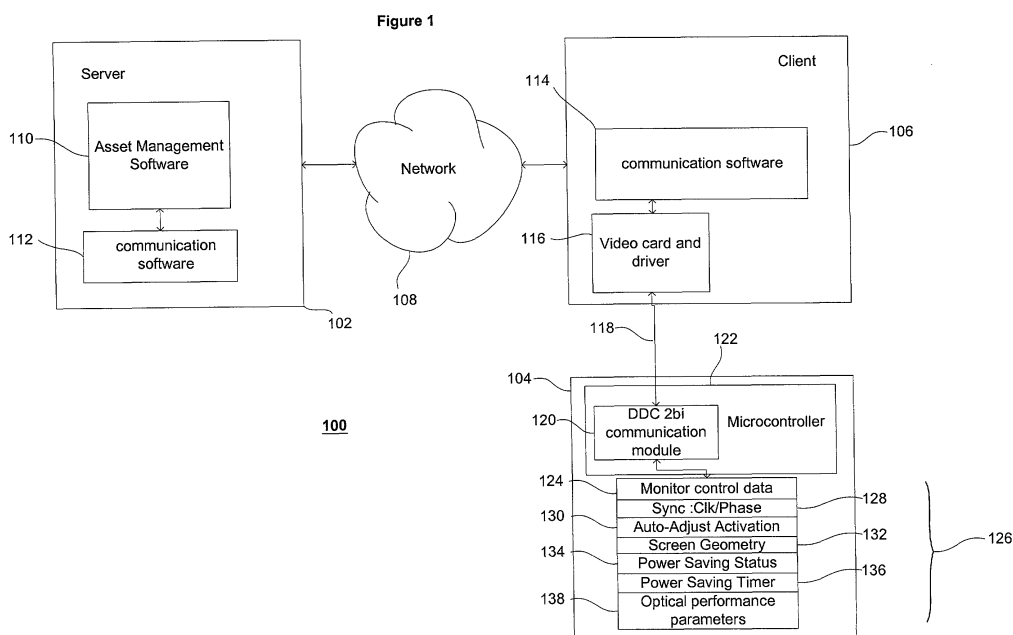 Figure 1
Server
Client
114
110
Asset Management
Software
106
Network
communication software
112
communication
software
116
Video card and
driver
108
102
118
122
104
100
120
DDC 2bi
communication
module
Microcontroller
124
Monitor control data
128
Sync :Clk/Phase
130
Auto-Adjust Activation
132
Screen Geometry
126
134
Power Saving Status
136
Power Saving Timer
138
Optical performance
parameters